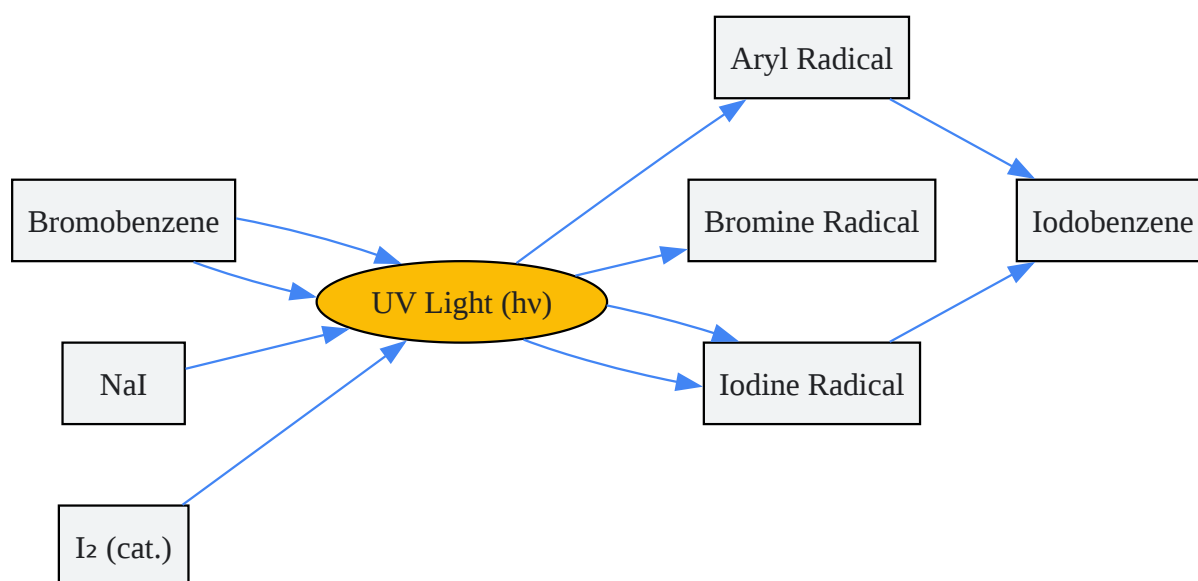 Aryl Radical
Bromobenzene
Bromine Radical
Iodobenzene
UV Light (hν)
NaI
Iodine Radical
I₂ (cat.)